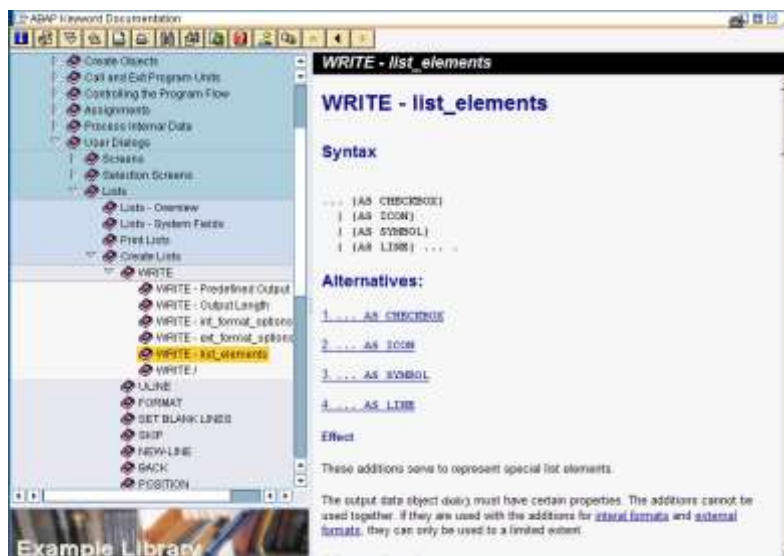 ABAP Keyword Documentation
Create Objects
Call and Exit Program Units
Controlling the Program Flow
Assignments
Process Internal Data
User Dialogs
Screens
Selection Screens
Lists
Lists - Overview
Lists - System Fields
Print Lists
Create Lists
WRITE
WRITE - Predefined Output
WRITE - Output Length
WRITE - int_format_options
WRITE - ext_format_options
WRITE - list_elements
WRITE /
ULINE
FORMAT
SET BLANK LINES
SKIP
NEW-LINE
BACK
POSITION
Example Library
WRITE - list_elements
WRITE - list_elements
Syntax
... {AS CHECKBOX}
| {AS ICON}
| {AS SYMBOL}
| {AS LINE} ... .
Alternatives:
1. ... AS CHECKBOX
2. ... AS ICON
3. ... AS SYMBOL
4. ... AS LINE
Effect
These additions serve to represent special list elements.
The output data object dobj must have certain properties. The additions cannot be
used together. If they are used with the additions for interal formats and external
formats, they can only be used to a limited extent.